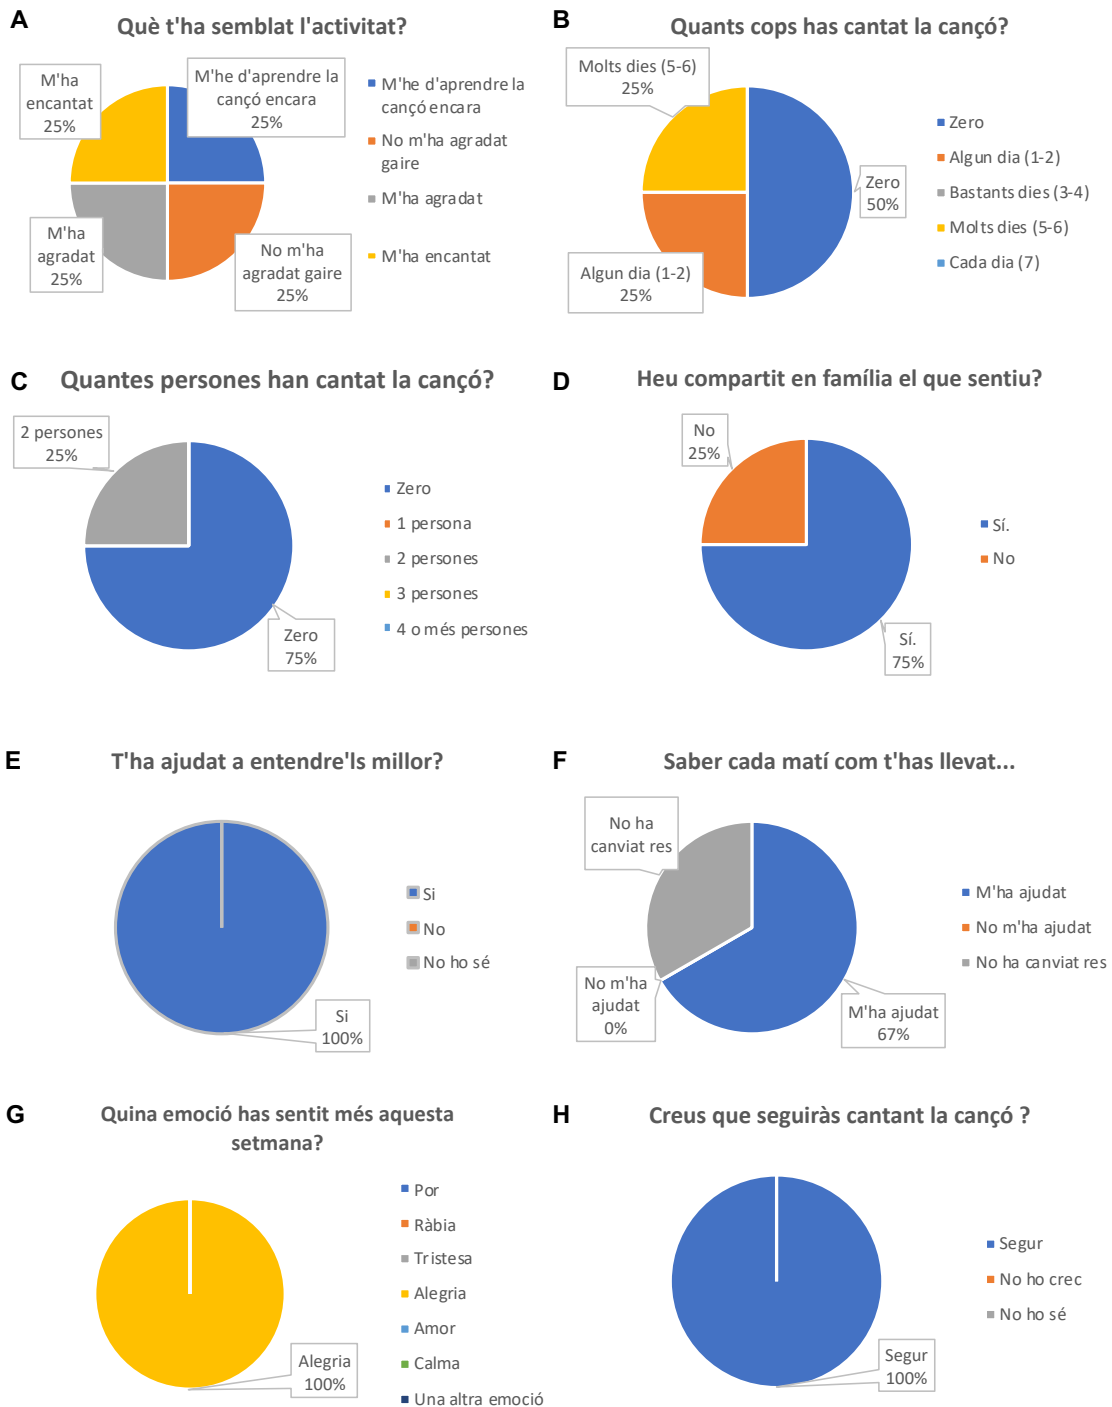 A
Què t'ha semblat l'activitat?
M'ha
encantat
25%
M'he d'aprendre la
cançó encara
25%
M'ha
agradat
25%
No m'ha
agradat gaire
25%
M'he d'aprendre la
cançó encara
No m'ha agradat
gaire
M'ha agradat
M'ha encantat
B
Quants cops has cantat la cançó?
Molts dies (5-6)
25%
Zero
50%
Algun dia (1-2)
25%
Zero
Algun dia (1-2)
Bastants dies (3-4)
Molts dies (5-6)
Cada dia (7)
C
Quantes persones han cantat la cançó?
2 persones
25%
Zero
75%
Zero
1 persona
2 persones
3 persones
4 o més persones
D
Heu compartit en família el que sentiu?
No
25%
Sí.
75%
Sí.
No
E
T'ha ajudat a entendre'ls millor?
Si
100%
Si
No
No ho sé
F
Saber cada matí com t'has llevat...
No ha
canviat res
No m'ha
ajudat
0%
M'ha ajudat
67%
M'ha ajudat
No m'ha ajudat
No ha canviat res
G
Quina emoció has sentit més aquesta
setmana?
Alegria
100%
Por
Ràbia
Tristesa
Alegria
Amor
Calma
Una altra emoció
H
Creus que seguiràs cantant la cançó ?
Segur
100%
Segur
No ho crec
No ho sé